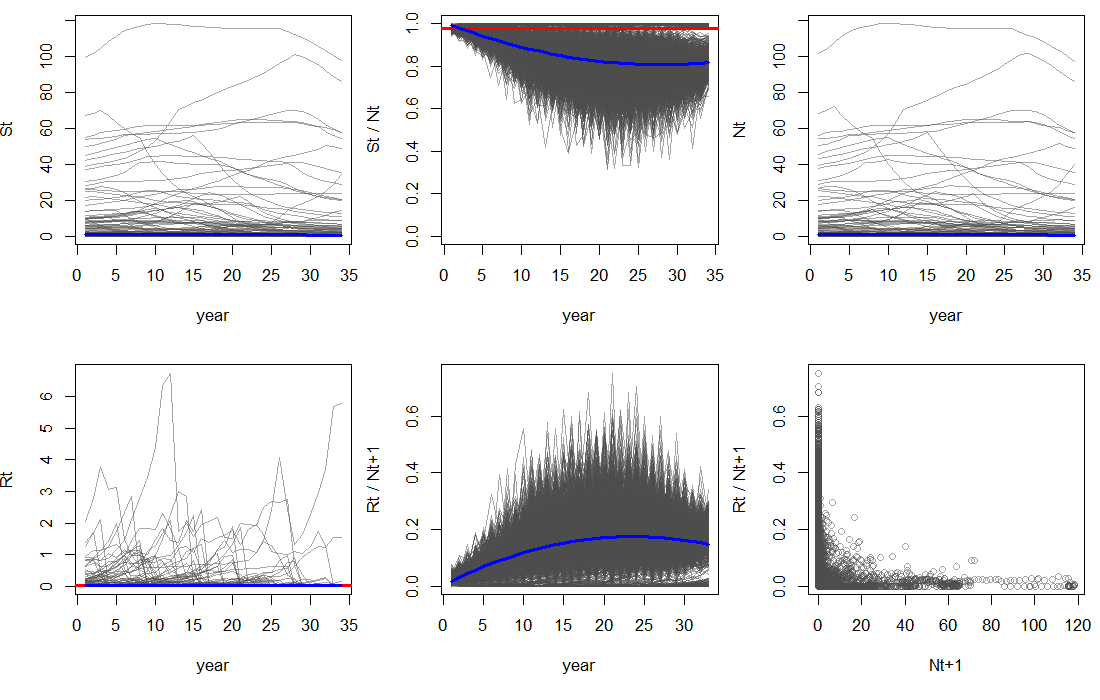 St
0 20 40 60 80 100
0 5 10 15 20 25 30 35
year
St / Nt
0.0 0.2 0.4 0.6 0.8 1.0
0 5 10 15 20 25 30 35
year
Nt
0 20 40 60 80 100
0 5 10 15 20 25 30 35
year
Rt
0 1 2 3 4 5 6
0 5 10 15 20 25 30 35
year
Rt / Nt+1
0.0 0.2 0.4 0.6
0 5 10 15 20 25 30
year
Rt / Nt+1
0.0 0.2 0.4 0.6
0 20 40 60 80 100 120
Nt+1